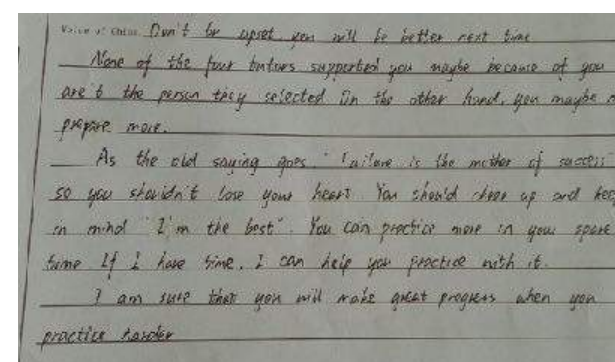 Voice of China. Don't be upset you will be better next time
None of the four tutors supported you maybe because of you
are't the person they selected On the other hand, you maybe
prepare more.
As the old saying goes "Failure is the mother of success"
so you shouldn't lose your heart You should cheer up and keep
in mind "I'm the best". You can practice more in your spare
time If I have time, I can help you practice with it.
I am sure that you will make great progress when you
practice harder